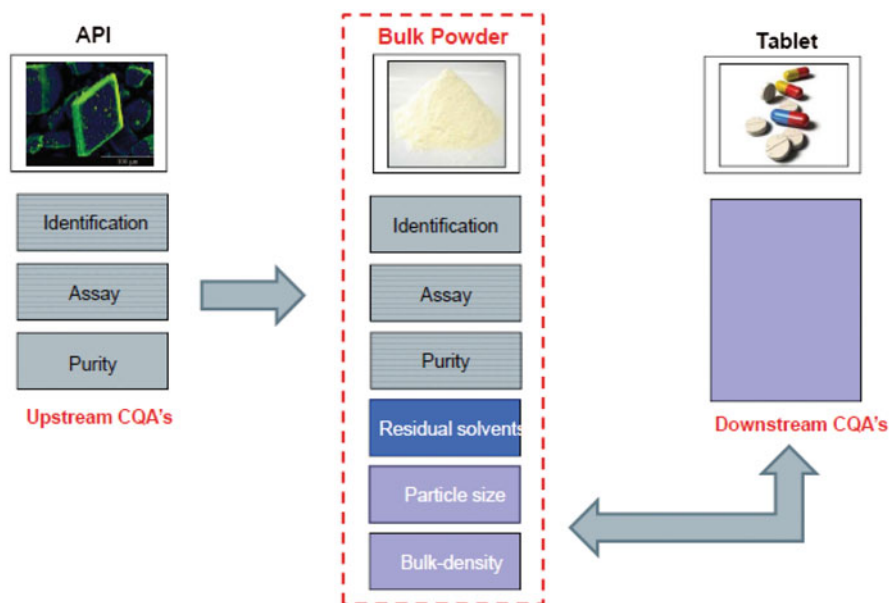 API
Bulk Powder
Tablet
Identification
Assay
Purity
Upstream CQA's
Identification
Assay
Purity
Residual solvents
Particle size
Bulk-density
Downstream CQA's